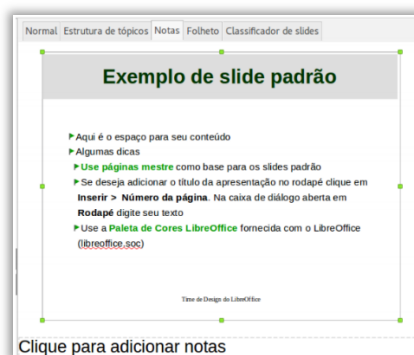 Normal Estrutura de tópicos Notas Folheto Classificador de slides
Exemplo de slide padrão
Aqui é o espaço para seu conteúdo
Algumas dicas
Use páginas mestre como base para os slides padrão
Se deseja adicionar o título da apresentação no rodapé clique em
Inserir > Número da página. Na caixa de diálogo aberta em
Rodapé digite seu texto
Use a Paleta de Cores LibreOffice fornecida com o LibreOffice
(libreoffice.soc)
Time de Design do LibreOffice
Clique para adicionar notas